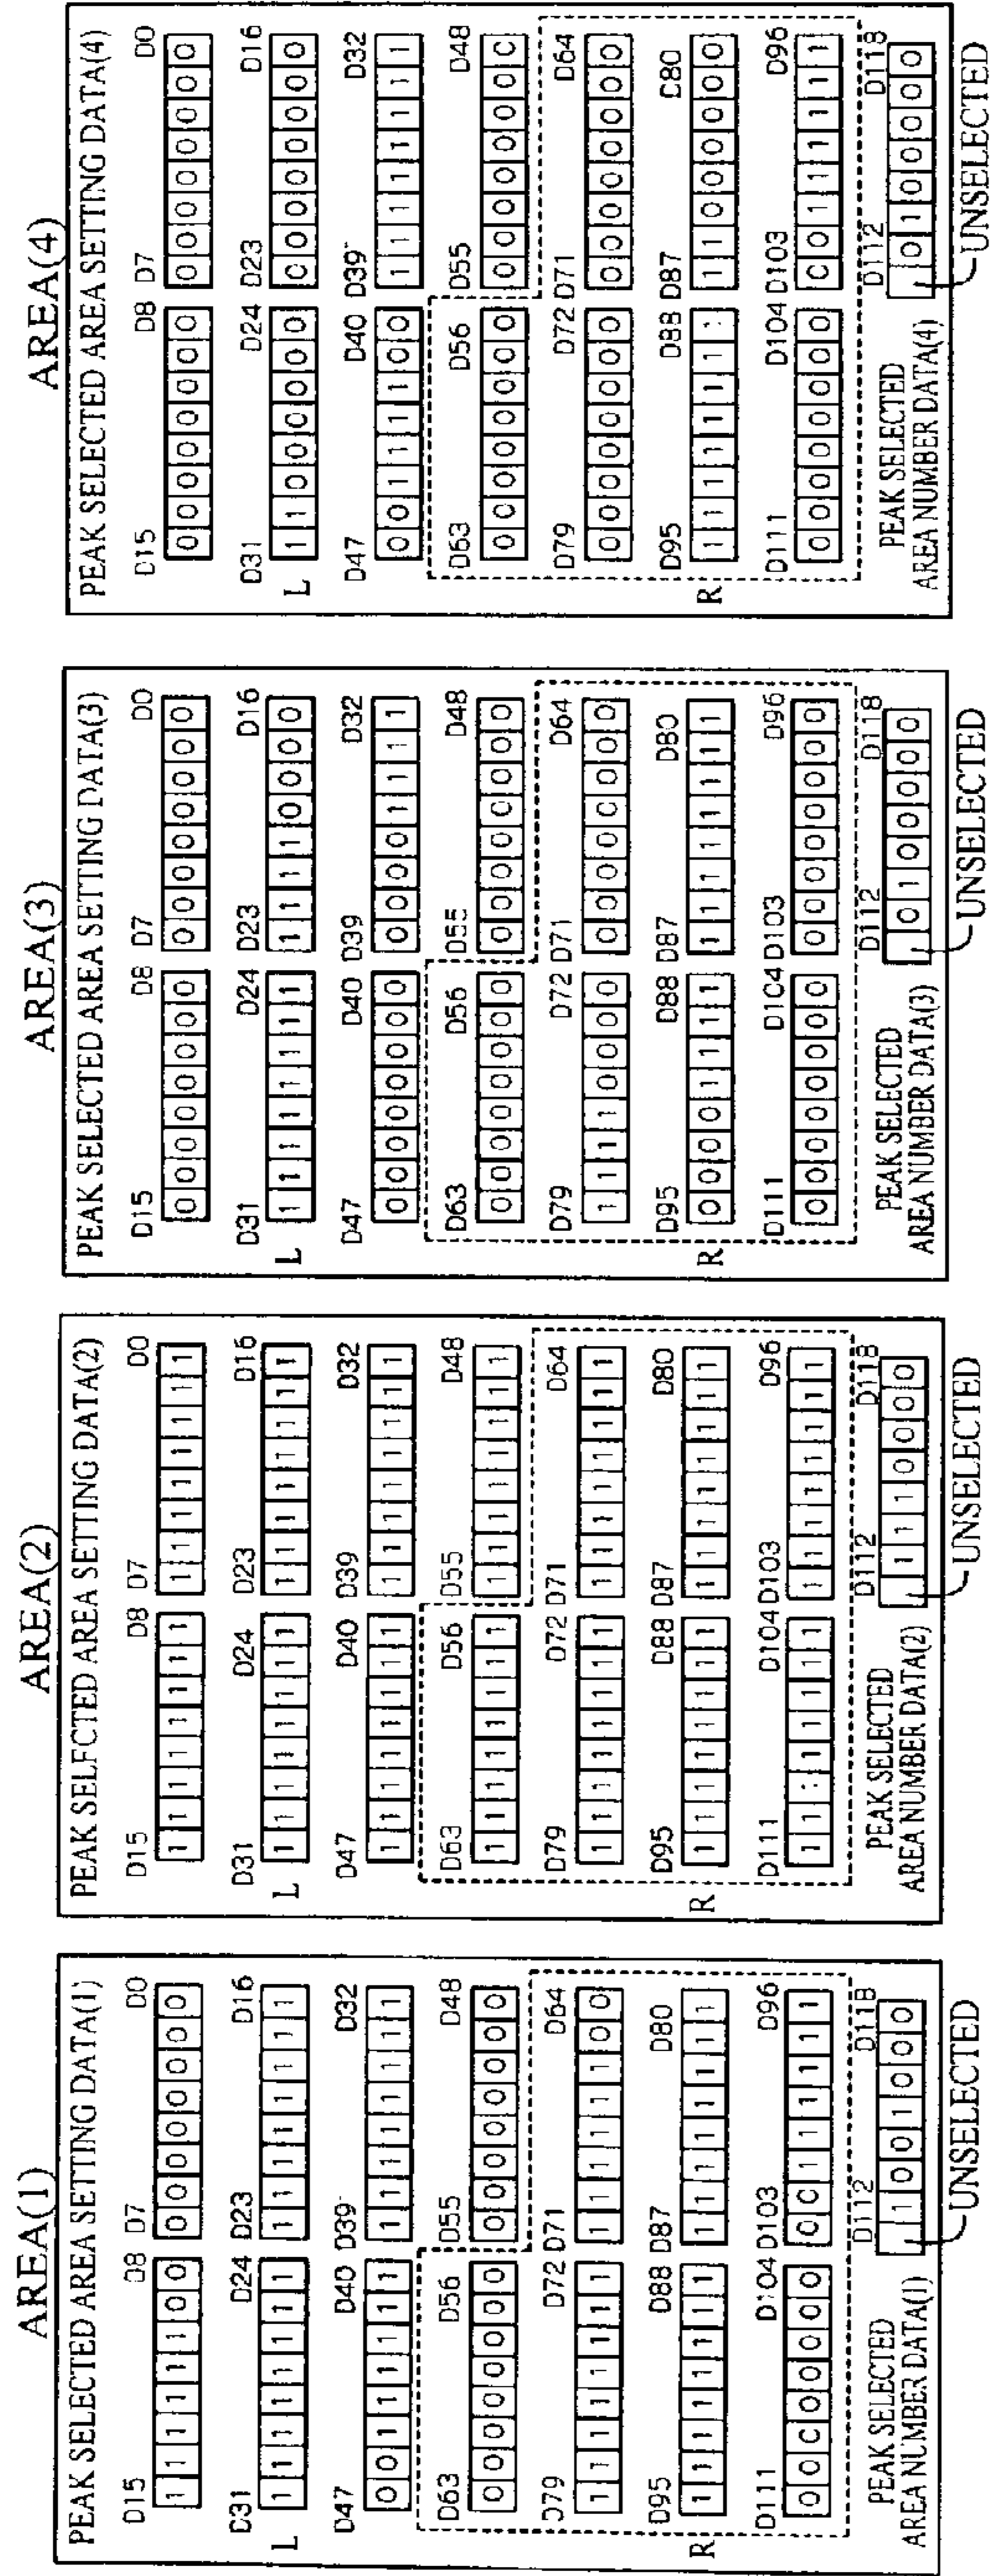 AREA(1)
PEAK SELECTED AREA SETTING DATA(1)
D15 D8 D7 D0
1 1 1 1 1 1 0 0 0 0 0 0 0 0 0 0
D31 D24 D23 D16
1 1 1 1 1 1 1 1 1 1 1 1 1 1 1 1
L
D47 D40 D39 D32
0 0 1 1 1 1 1 1 1 1 1 1 1 1 1 1
D63 D56 D55 D48
0 0 0 0 0 0 0 0 0 0 0 0 0 0 0 0
D79 D72 D71 D64
1 1 1 1 1 1 1 1 1 1 1 1 1 1 0 0
D95 D88 D87 D80
1 1 1 1 1 1 1 1 1 1 1 1 1 1 1 1
R
D111 D104 D103 D96
0 0 0 0 0 0 0 0 0 0 1 1 1 1 1 1
D112 D118
PEAK SELECTED
AREA NUMBER DATA(1)
1 0 0 1 0 0 0
UNSELECTED
AREA(2)
PEAK SELECTED AREA SETTING DATA(2)
D15 D8 D7 D0
1 1 1 1 1 1 1 1 1 1 1 1 1 1 1 1
D31 D24 D23 D16
1 1 1 1 1 1 1 1 1 1 1 1 1 1 1 1
L
D47 D40 D39 D32
1 1 1 1 1 1 1 1 1 1 1 1 1 1 1 1
D63 D56 D55 D48
1 1 1 1 1 1 1 1 1 1 1 1 1 1 1 1
D79 D72 D71 D64
1 1 1 1 1 1 1 1 1 1 1 1 1 1 1 1
D95 D88 D87 D80
1 1 1 1 1 1 1 1 1 1 1 1 1 1 1 1
R
D111 D104 D103 D96
1 1 1 1 1 1 1 1 1 1 1 1 1 1 1 1
D112 D118
PEAK SELECTED
AREA NUMBER DATA(2)
1 1 1 0 0 0 0
UNSELECTED
AREA(3)
PEAK SELECTED AREA SETTING DATA(3)
D15 D8 D7 D0
0 0 0 0 0 0 0 0 0 0 0 0 0 0 0 0
D31 D24 D23 D16
1 1 1 1 1 1 1 1 1 1 1 1 0 0 0 0
L
D47 D40 D39 D32
0 0 0 0 0 0 0 0 0 0 0 0 1 1 1 1
D63 D56 D55 D48
0 0 0 0 0 0 0 0 0 0 0 0 0 0 0 0
D79 D72 D71 D64
1 1 1 1 0 0 0 0 0 0 0 0 0 0 0 0
D95 D88 D87 D80
0 0 0 0 1 1 1 1 1 1 1 1 1 1 1 1
R
D111 D104 D103 D96
0 0 0 0 0 0 0 0 0 0 0 0 0 0 0 0
D112 D118
PEAK SELECTED
AREA NUMBER DATA(3)
0 1 0 0 0 0 0
UNSELECTED
AREA(4)
PEAK SELECTED AREA SETTING DATA(4)
D15 D8 D7 D0
0 0 0 0 0 0 0 0 0 0 0 0 0 0 0 0
D31 D24 D23 D16
1 1 0 0 0 0 0 0 0 0 0 0 0 0 0 0
L
D47 D40 D39 D32
0 0 1 1 1 1 0 0 1 1 1 1 1 1 1 1
D63 D56 D55 D48
0 0 0 0 0 0 0 0 0 0 0 0 0 0 0 0
D79 D72 D71 D64
0 0 0 0 0 0 0 0 0 0 0 0 0 0 0 0
D95 D88 D87 D80
1 1 1 1 1 1 1 1 1 1 0 0 0 0 0 0
R
D111 D104 D103 D96
0 0 0 0 0 0 0 0 0 0 1 1 1 1 1 1
D112 D118
PEAK SELECTED
AREA NUMBER DATA(4)
0 1 0 0 0 0 0
UNSELECTED